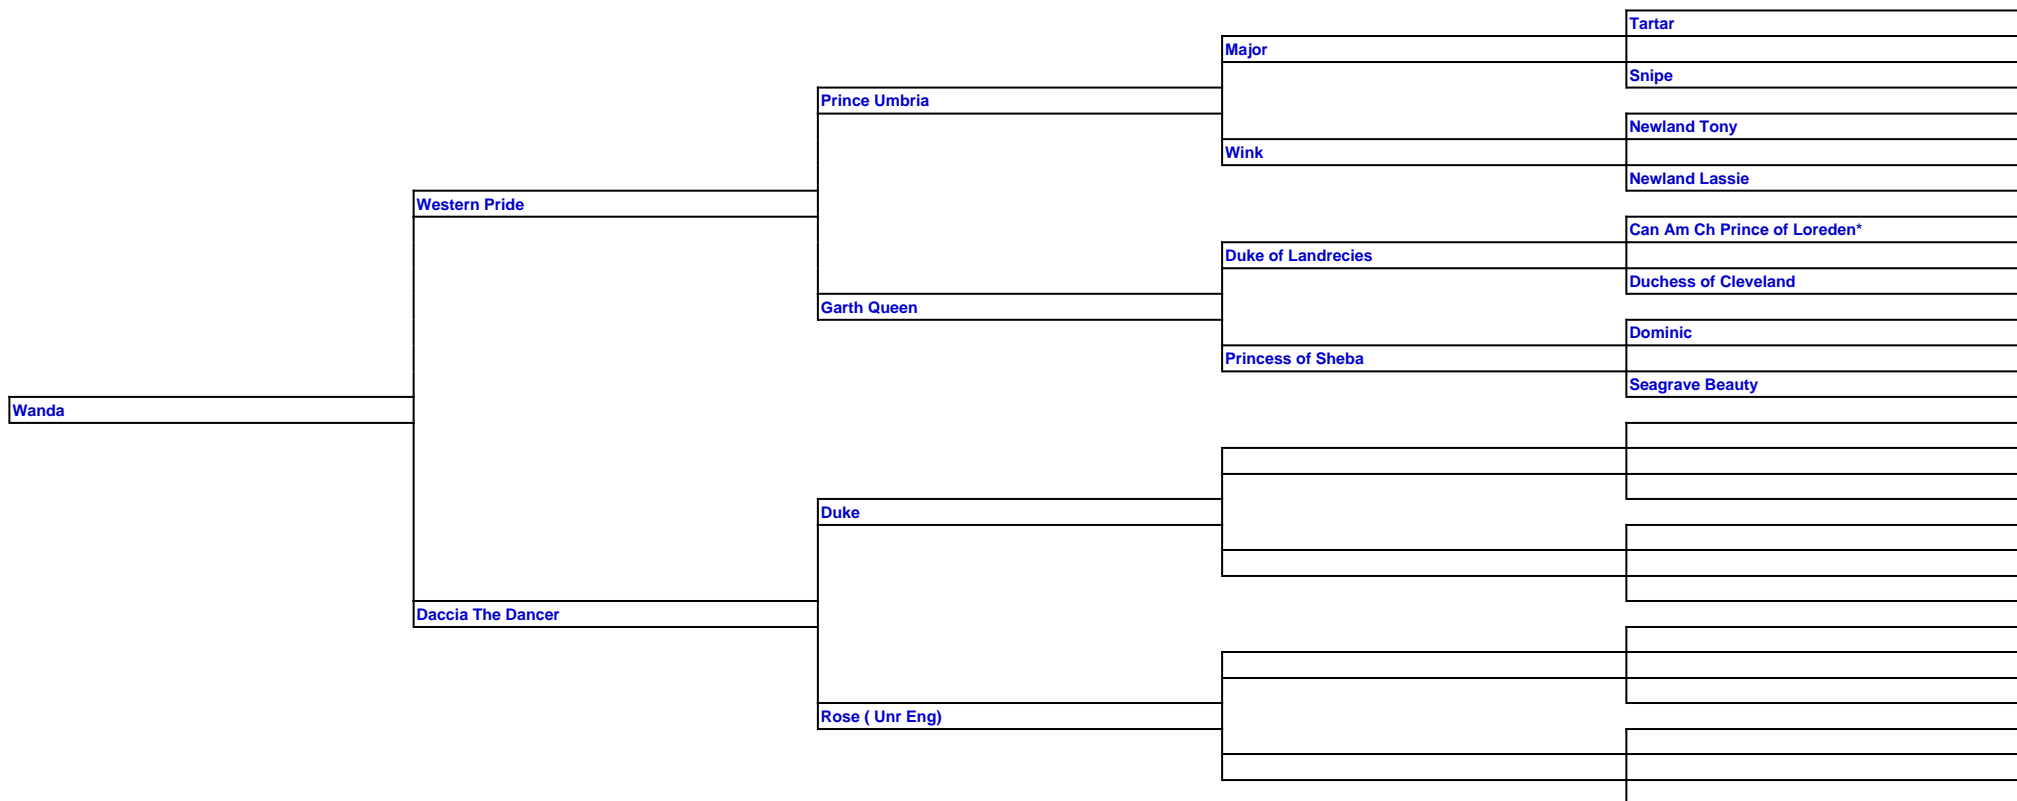 Tartar
Major
Snipe
Prince Umbria
Newland Tony
Wink
Newland Lassie
Western Pride
Can Am Ch Prince of Loreden*
Duke of Landrecies
Duchess of Cleveland
Garth Queen
Dominic
Princess of Sheba
Seagrave Beauty
Wanda
Duke
Daccia The Dancer
Rose ( Unr Eng)